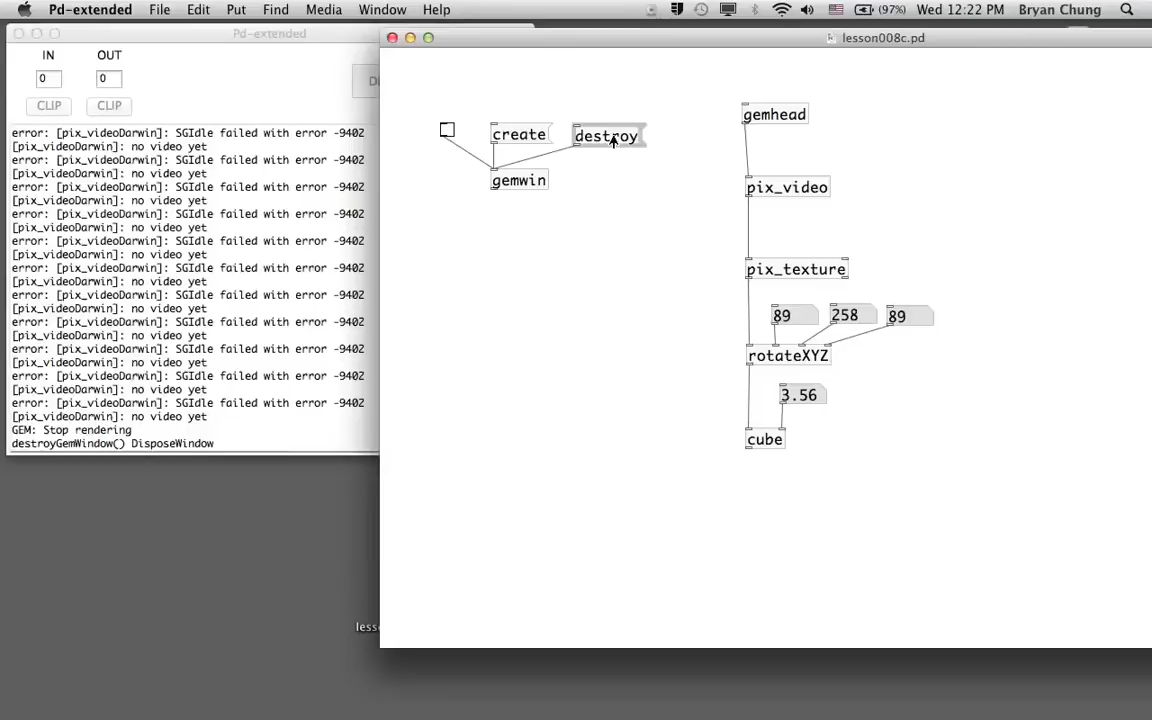 Pd-extended File Edit Put Find Media Window Help (97%) Wed 12:22 PM Bryan Chung
Pd-extended
IN OUT
0 0
CLIP CLIP
error: [pix_videoDarwin]: SGIdle failed with error -9402
[pix_videoDarwin]: no video yet
error: [pix_videoDarwin]: SGIdle failed with error -9402
[pix_videoDarwin]: no video yet
error: [pix_videoDarwin]: SGIdle failed with error -9402
[pix_videoDarwin]: no video yet
error: [pix_videoDarwin]: SGIdle failed with error -9402
[pix_videoDarwin]: no video yet
error: [pix_videoDarwin]: SGIdle failed with error -9402
[pix_videoDarwin]: no video yet
error: [pix_videoDarwin]: SGIdle failed with error -9402
[pix_videoDarwin]: no video yet
error: [pix_videoDarwin]: SGIdle failed with error -9402
[pix_videoDarwin]: no video yet
error: [pix_videoDarwin]: SGIdle failed with error -9402
[pix_videoDarwin]: no video yet
error: [pix_videoDarwin]: SGIdle failed with error -9402
[pix_videoDarwin]: no video yet
error: [pix_videoDarwin]: SGIdle failed with error -9402
[pix_videoDarwin]: no video yet
error: [pix_videoDarwin]: SGIdle failed with error -9402
[pix_videoDarwin]: no video yet
GEM: Stop rendering
destroyGemWindow() DisposeWindow
lesson008c.pd
create destroy
gemwin
gemhead
pix_video
pix_texture
89 258 89
rotateXYZ
3.56
cube